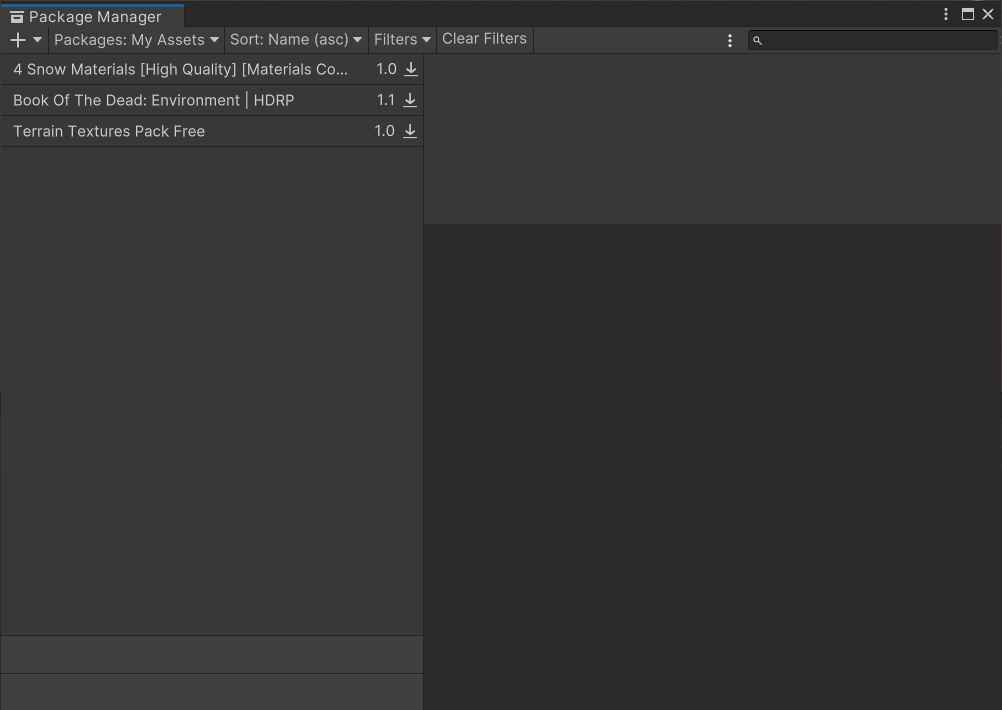 Package Manager
Packages: My Assets Sort: Name (asc) Filters Clear Filters
4 Snow Materials [High Quality] [Materials Co... 1.0
Book Of The Dead: Environment | HDRP 1.1
Terrain Textures Pack Free 1.0